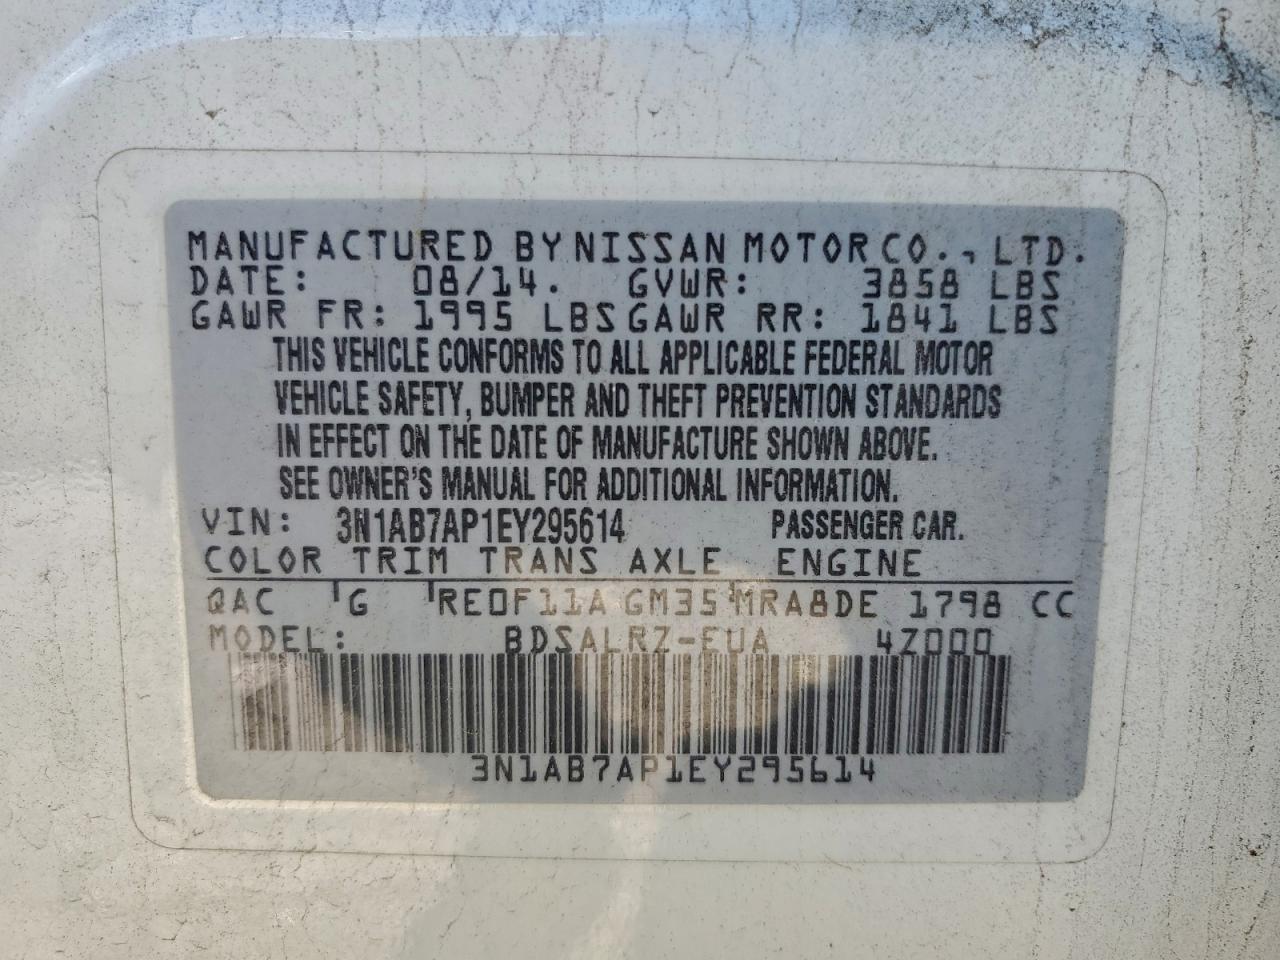 MANUFACTURED BY NISSAN MOTOR CO., LTD.
DATE: 08/14. GVWR: 3858 LBS
GAWR FR: 1995 LBS GAWR RR: 1841 LBS
THIS VEHICLE CONFORMS TO ALL APPLICABLE FEDERAL MOTOR
VEHICLE SAFETY, BUMPER AND THEFT PREVENTION STANDARDS
IN EFFECT ON THE DATE OF MANUFACTURE SHOWN ABOVE.
SEE OWNER'S MANUAL FOR ADDITIONAL INFORMATION.
VIN: 3N1AB7AP1EY295614 PASSENGER CAR.
COLOR TRIM TRANS AXLE ENGINE
QAC G RE0F11A GM35 MRA8DE 1798 CC
MODEL: BDSALRZ-EUA 4Z000
3N1AB7AP1EY295614